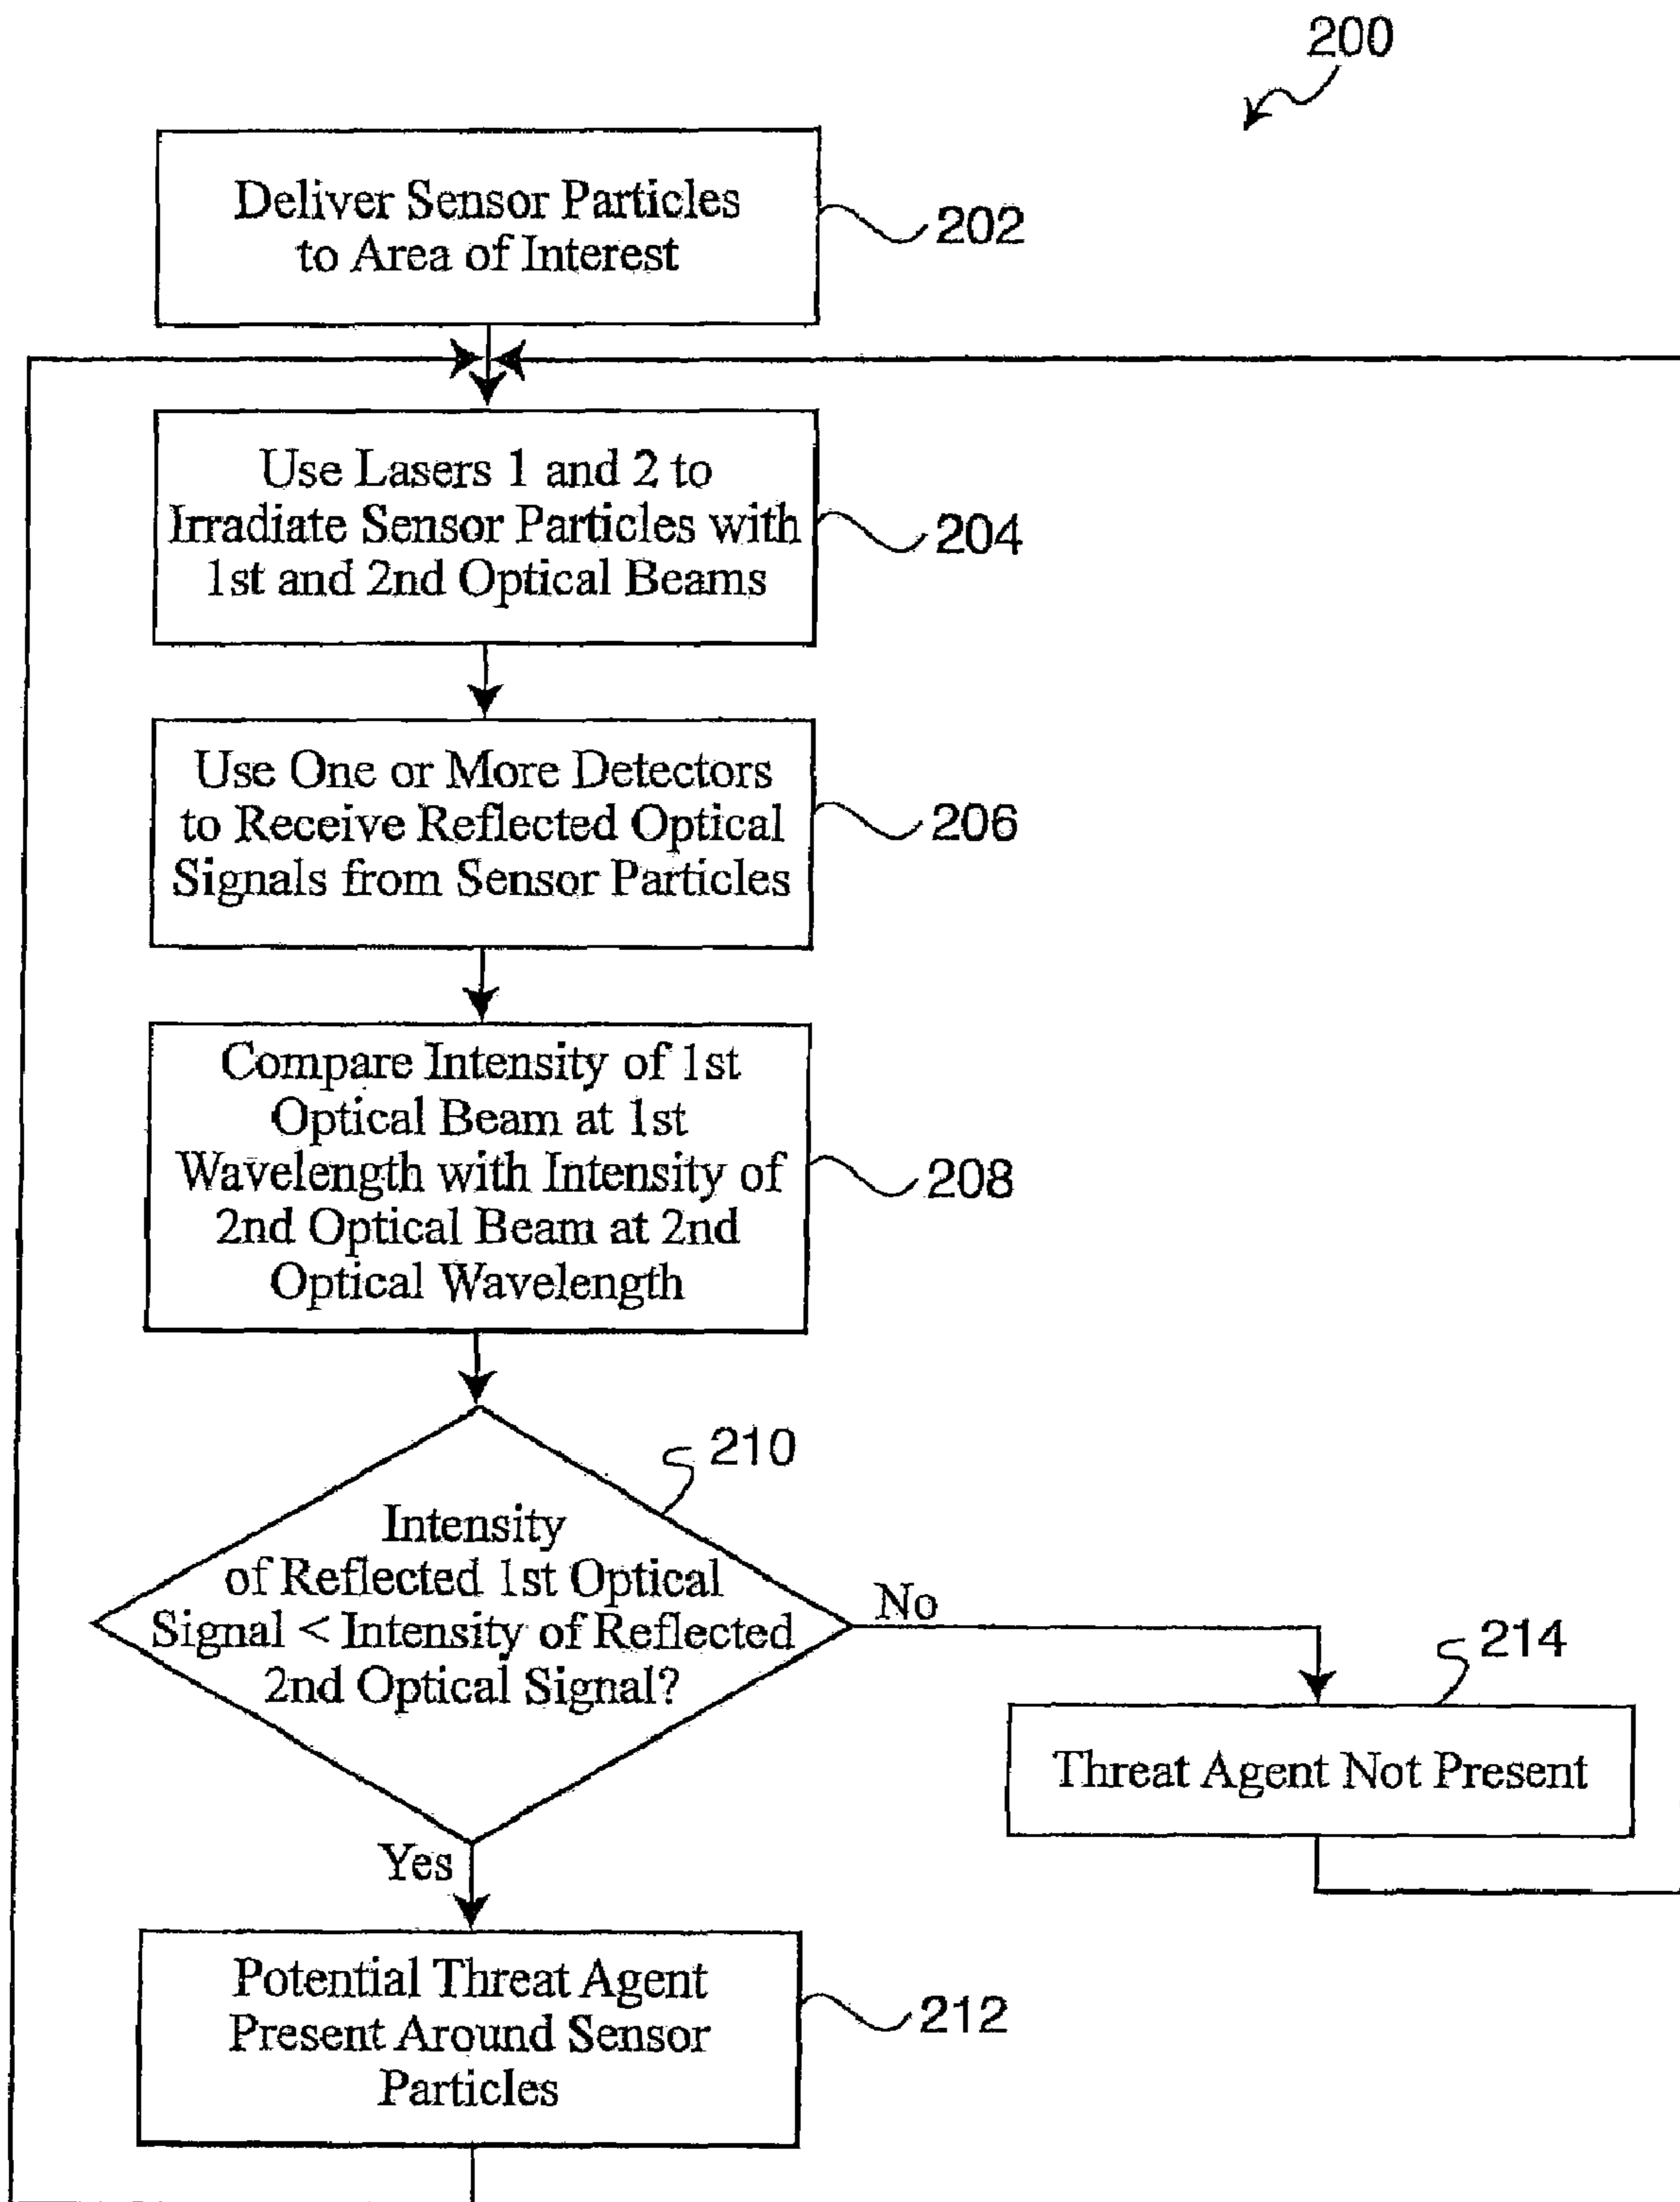 200
Deliver Sensor Particles
to Area of Interest
202
Use Lasers 1 and 2 to
Irradiate Sensor Particles with
1st and 2nd Optical Beams
204
Use One or More Detectors
to Receive Reflected Optical
Signals from Sensor Particles
206
Compare Intensity of 1st
Optical Beam at 1st
Wavelength with Intensity of
2nd Optical Beam at 2nd
Optical Wavelength
208
210
Intensity
of Reflected 1st Optical
Signal < Intensity of Reflected
2nd Optical Signal?
No
214
Threat Agent Not Present
Yes
Potential Threat Agent
Present Around Sensor
Particles
212